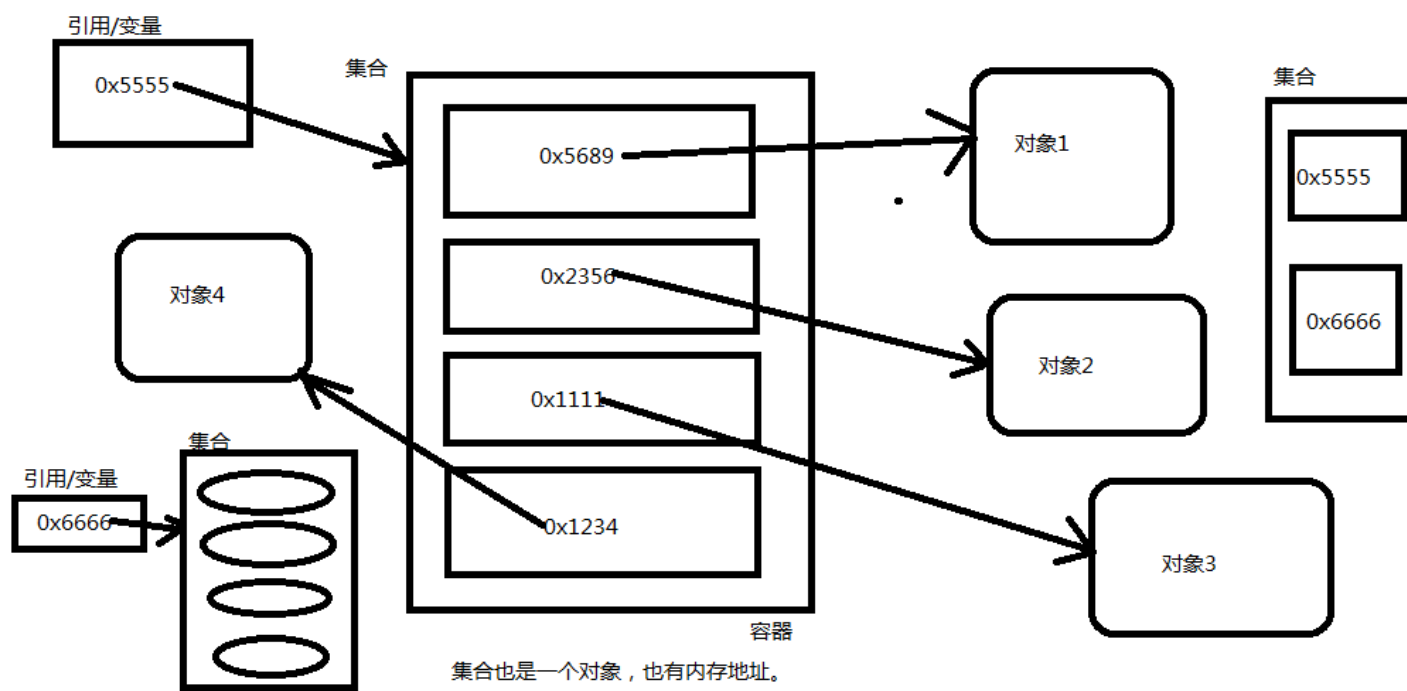 引用/变量
0x5555
集合
0x5689
0x2356
0x1111
0x1234
容器
对象1
对象2
对象3
对象4
集合
0x5555
0x6666
引用/变量
0x6666
集合
集合也是一个对象，也有内存地址。